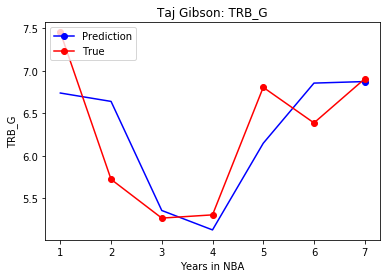 Taj Gibson: TRB_G
Prediction
True
7.5
7.0
6.5
6.0
5.5
TRB_G
1 2 3 4 5 6 7
Years in NBA